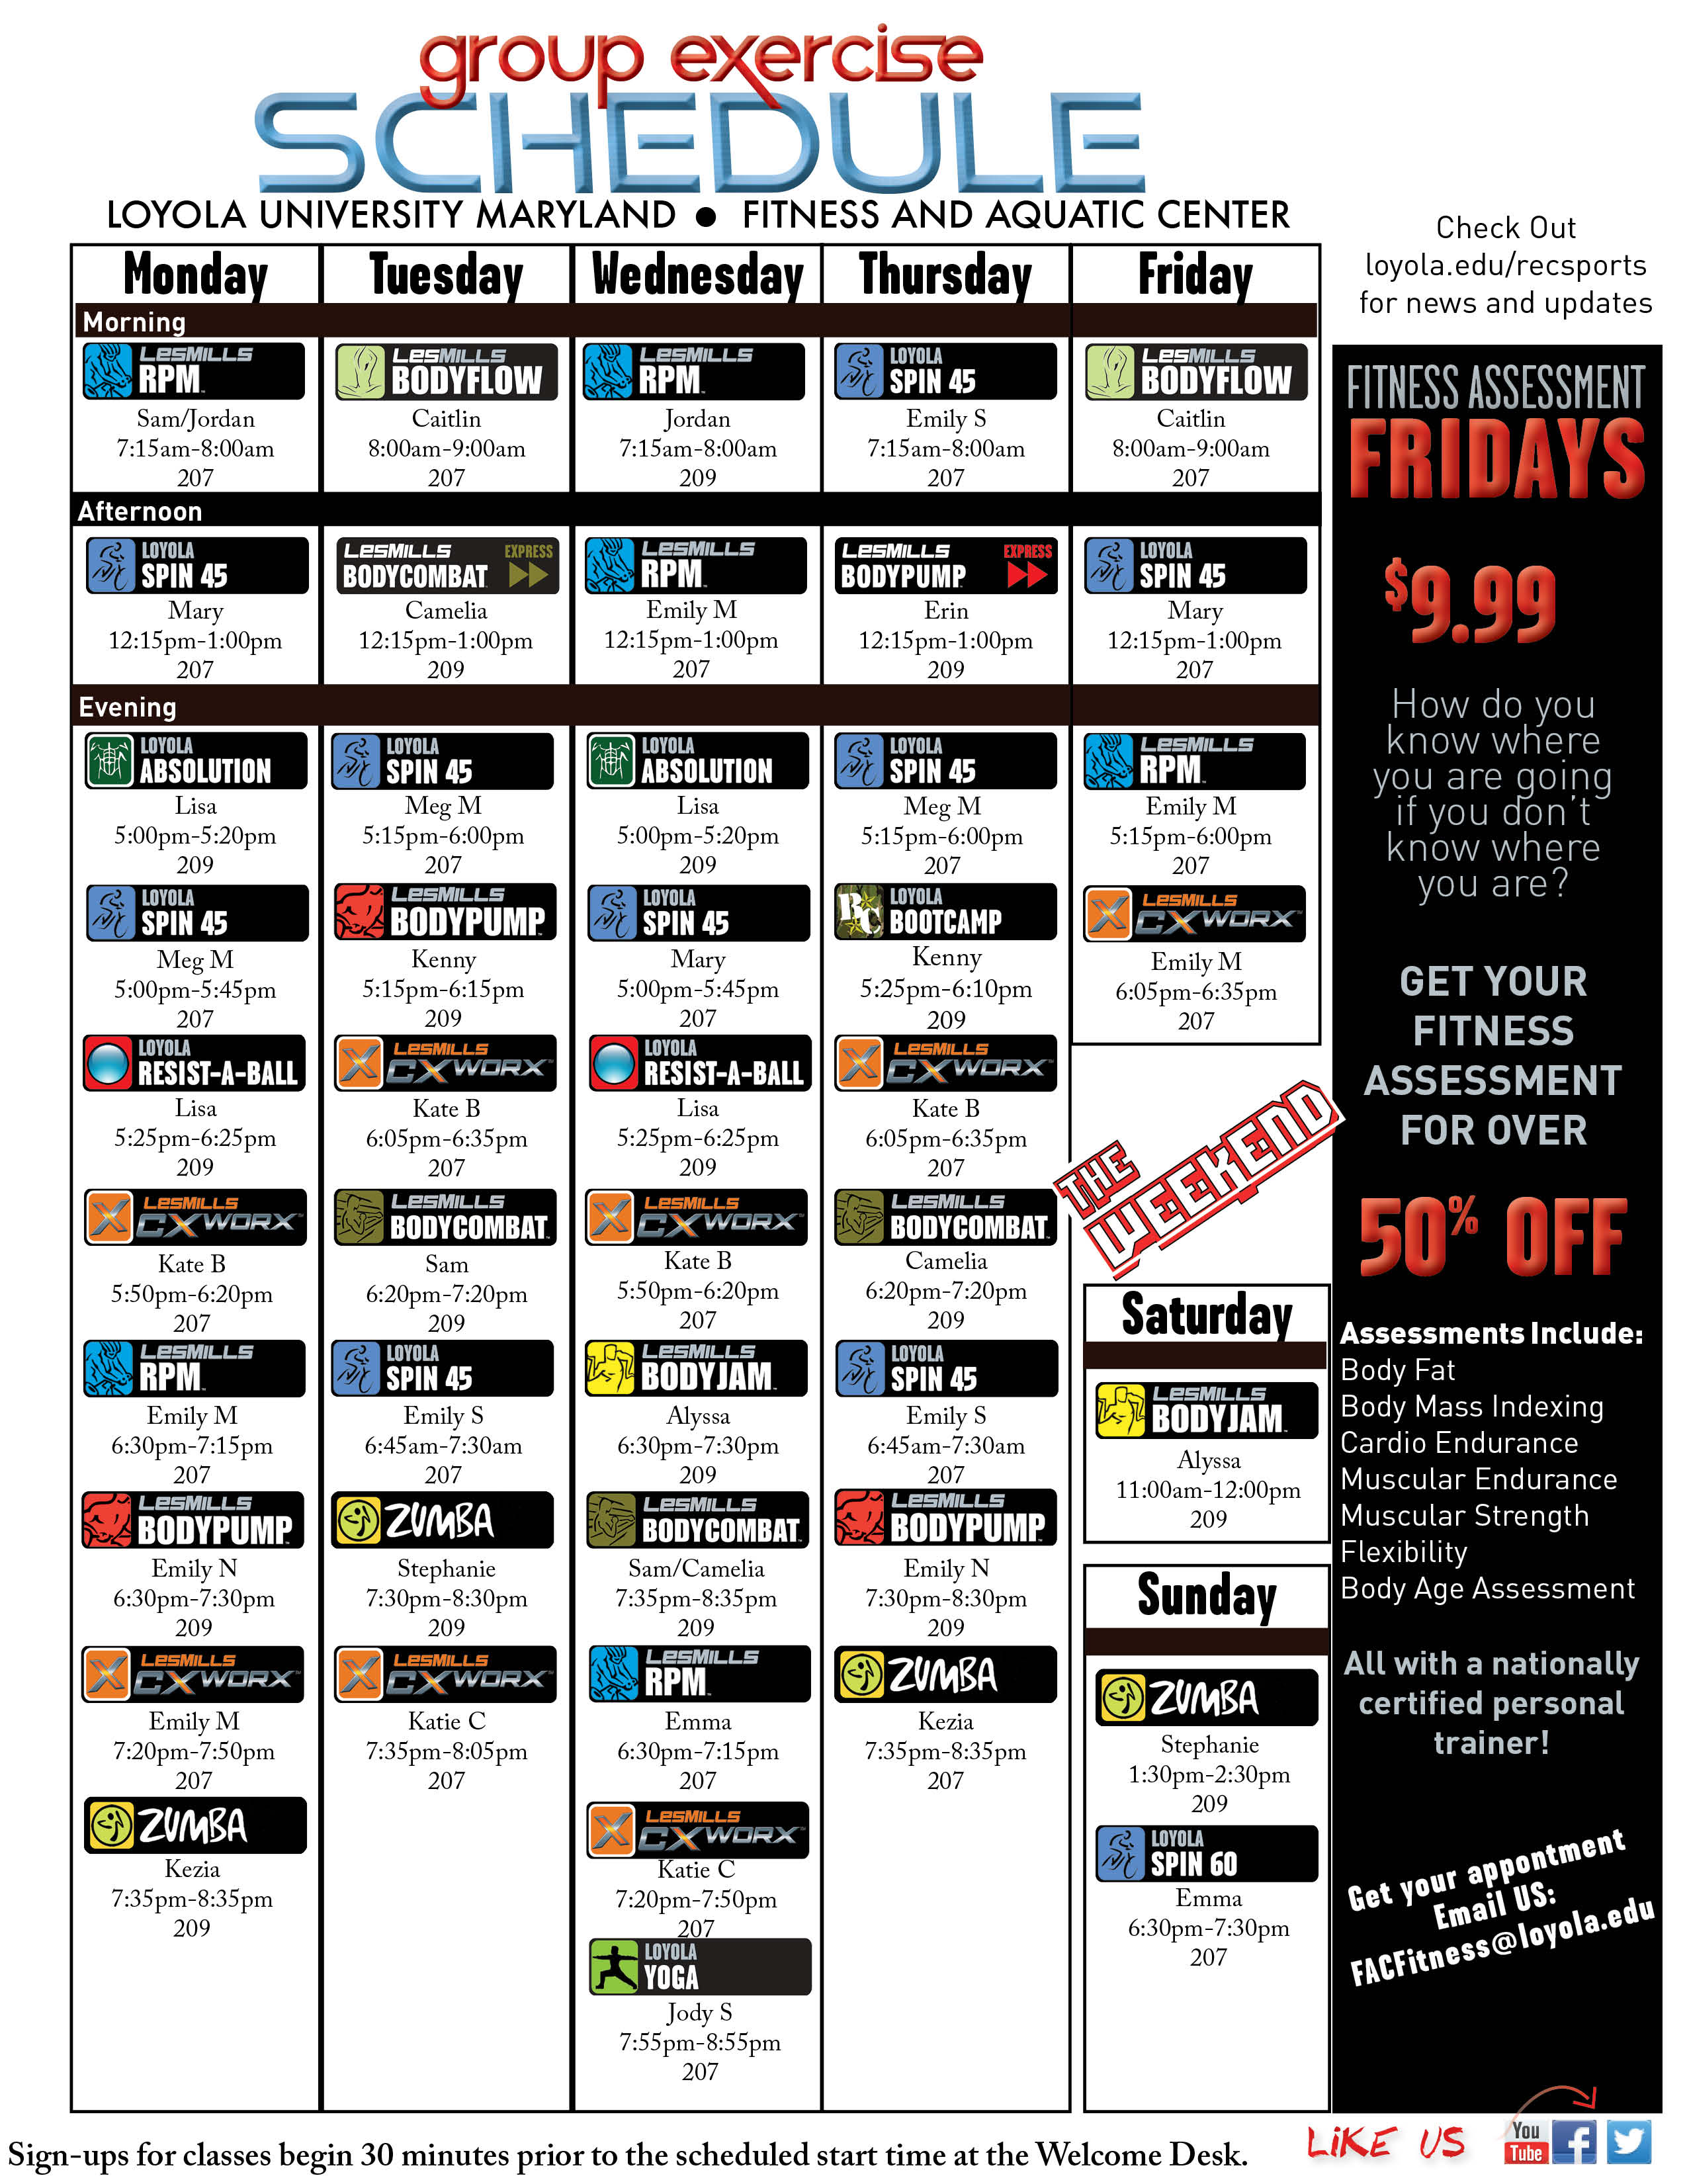 group exercise
SCHEDULE
LOYOLA UNIVERSITY MARYLAND ● FITNESS AND AQUATIC CENTER
Check Out
loyola.edu/recsports
for news and updates
Monday
Morning
LESMILLS
RPM
Sam/Jordan
7:15am-8:00am
207
Afternoon
LOYOLA
SPIN 45
Mary
12:15pm-1:00pm
207
Evening
LOYOLA
ABSOLUTION
Lisa
5:00pm-5:20pm
209
LOYOLA
SPIN 45
Meg M
5:00pm-5:45pm
207
LOYOLA
RESIST-A-BALL
Lisa
5:25pm-6:25pm
209
LESMILLS
CXWORX
Kate B
5:50pm-6:20pm
207
LESMILLS
RPM
Emily M
6:30pm-7:15pm
207
LESMILLS
BODYPUMP
Emily N
6:30pm-7:30pm
209
LESMILLS
CXWORX
Emily M
7:20pm-7:50pm
207
ZUMBA
Kezia
7:35pm-8:35pm
209
Tuesday
LESMILLS
BODYFLOW
Caitlin
8:00am-9:00am
207
LESMILLS EXPRESS
BODYCOMBAT
Camelia
12:15pm-1:00pm
209
LOYOLA
SPIN 45
Meg M
5:15pm-6:00pm
207
LESMILLS
BODYPUMP
Kenny
5:15pm-6:15pm
209
LESMILLS
CXWORX
Kate B
6:05pm-6:35pm
207
LESMILLS
BODYCOMBAT
Sam
6:20pm-7:20pm
209
LOYOLA
SPIN 45
Emily S
6:45am-7:30am
207
ZUMBA
Stephanie
7:30pm-8:30pm
209
LESMILLS
CXWORX
Katie C
7:35pm-8:05pm
207
Wednesday
LESMILLS
RPM
Jordan
7:15am-8:00am
209
LESMILLS
RPM
Emily M
12:15pm-1:00pm
207
LOYOLA
ABSOLUTION
Lisa
5:00pm-5:20pm
209
LOYOLA
SPIN 45
Mary
5:00pm-5:45pm
207
LOYOLA
RESIST-A-BALL
Lisa
5:25pm-6:25pm
209
LESMILLS
CXWORX
Kate B
5:50pm-6:20pm
207
LESMILLS
BODYJAM
Alyssa
6:30pm-7:30pm
209
LESMILLS
BODYCOMBAT
Sam/Camelia
7:35pm-8:35pm
209
LESMILLS
RPM
Emma
6:30pm-7:15pm
207
LESMILLS
CXWORX
Katie C
7:20pm-7:50pm
207
LOYOLA
YOGA
Jody S
7:55pm-8:55pm
207
Thursday
LOYOLA
SPIN 45
Emily S
7:15am-8:00am
207
LESMILLS EXPRESS
BODYPUMP
Erin
12:15pm-1:00pm
209
LOYOLA
SPIN 45
Meg M
5:15pm-6:00pm
207
BC LOYOLA
BOOTCAMP
Kenny
5:25pm-6:10pm
209
LESMILLS
CXWORX
Kate B
6:05pm-6:35pm
207
LESMILLS
BODYCOMBAT
Camelia
6:20pm-7:20pm
209
LOYOLA
SPIN 45
Emily S
6:45am-7:30am
207
LESMILLS
BODYPUMP
Emily N
7:30pm-8:30pm
209
ZUMBA
Kezia
7:35pm-8:35pm
207
Friday
LESMILLS
BODYFLOW
Caitlin
8:00am-9:00am
207
LOYOLA
SPIN 45
Mary
12:15pm-1:00pm
207
LESMILLS
RPM
Emily M
5:15pm-6:00pm
207
LESMILLS
CXWORX
Emily M
6:05pm-6:35pm
207
THE
WEEKEND
Saturday
LESMILLS
BODYJAM
Alyssa
11:00am-12:00pm
209
Sunday
ZUMBA
Stephanie
1:30pm-2:30pm
209
LOYOLA
SPIN 60
Emma
6:30pm-7:30pm
207
FITNESS ASSESSMENT
FRIDAYS
$9.99
How do you
know where
you are going
if you don't
know where
you are?
GET YOUR
FITNESS
ASSESSMENT
FOR OVER
50% OFF
Assessments Include:
Body Fat
Body Mass Indexing
Cardio Endurance
Muscular Endurance
Muscular Strength
Flexibility
Body Age Assessment
All with a nationally
certified personal
trainer!
Get your appontment
Email US:
FACFitness@loyola.edu
Sign-ups for classes begin 30 minutes prior to the scheduled start time at the Welcome Desk.
LIKE US
You
Tube
f